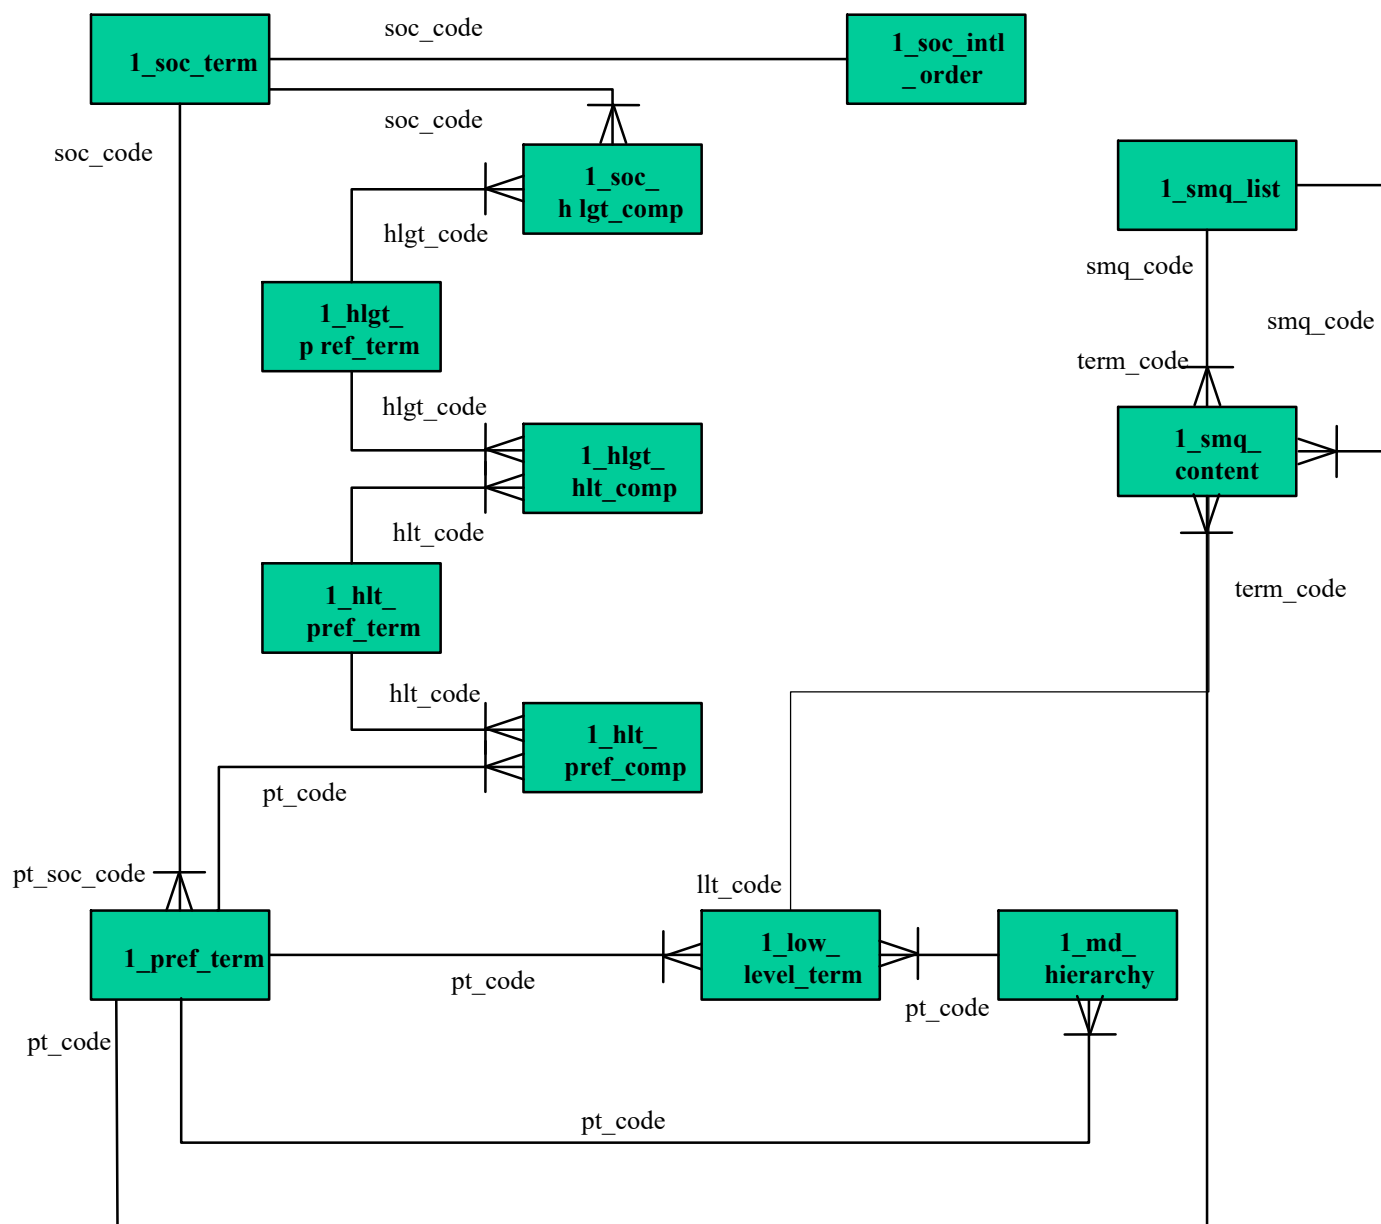 soc_code
1_soc_term
1_soc_intl
_ order
soc_code
soc_code
1_soc_
h lgt_comp
1_smq_list
hlgt_code
smq_code
1_hlgt_
p ref_term
smq_code
term_code
hlgt_code
1_hlgt_
hlt_comp
1_smq_
content
hlt_code
1_hlt_
pref_term
term_code
hlt_code
1_hlt_
pref_comp
pt_code
pt_soc_code
llt_code
1_pref_term
1_low_
level_term
1_md_
hierarchy
pt_code
pt_code
pt_code
pt_code